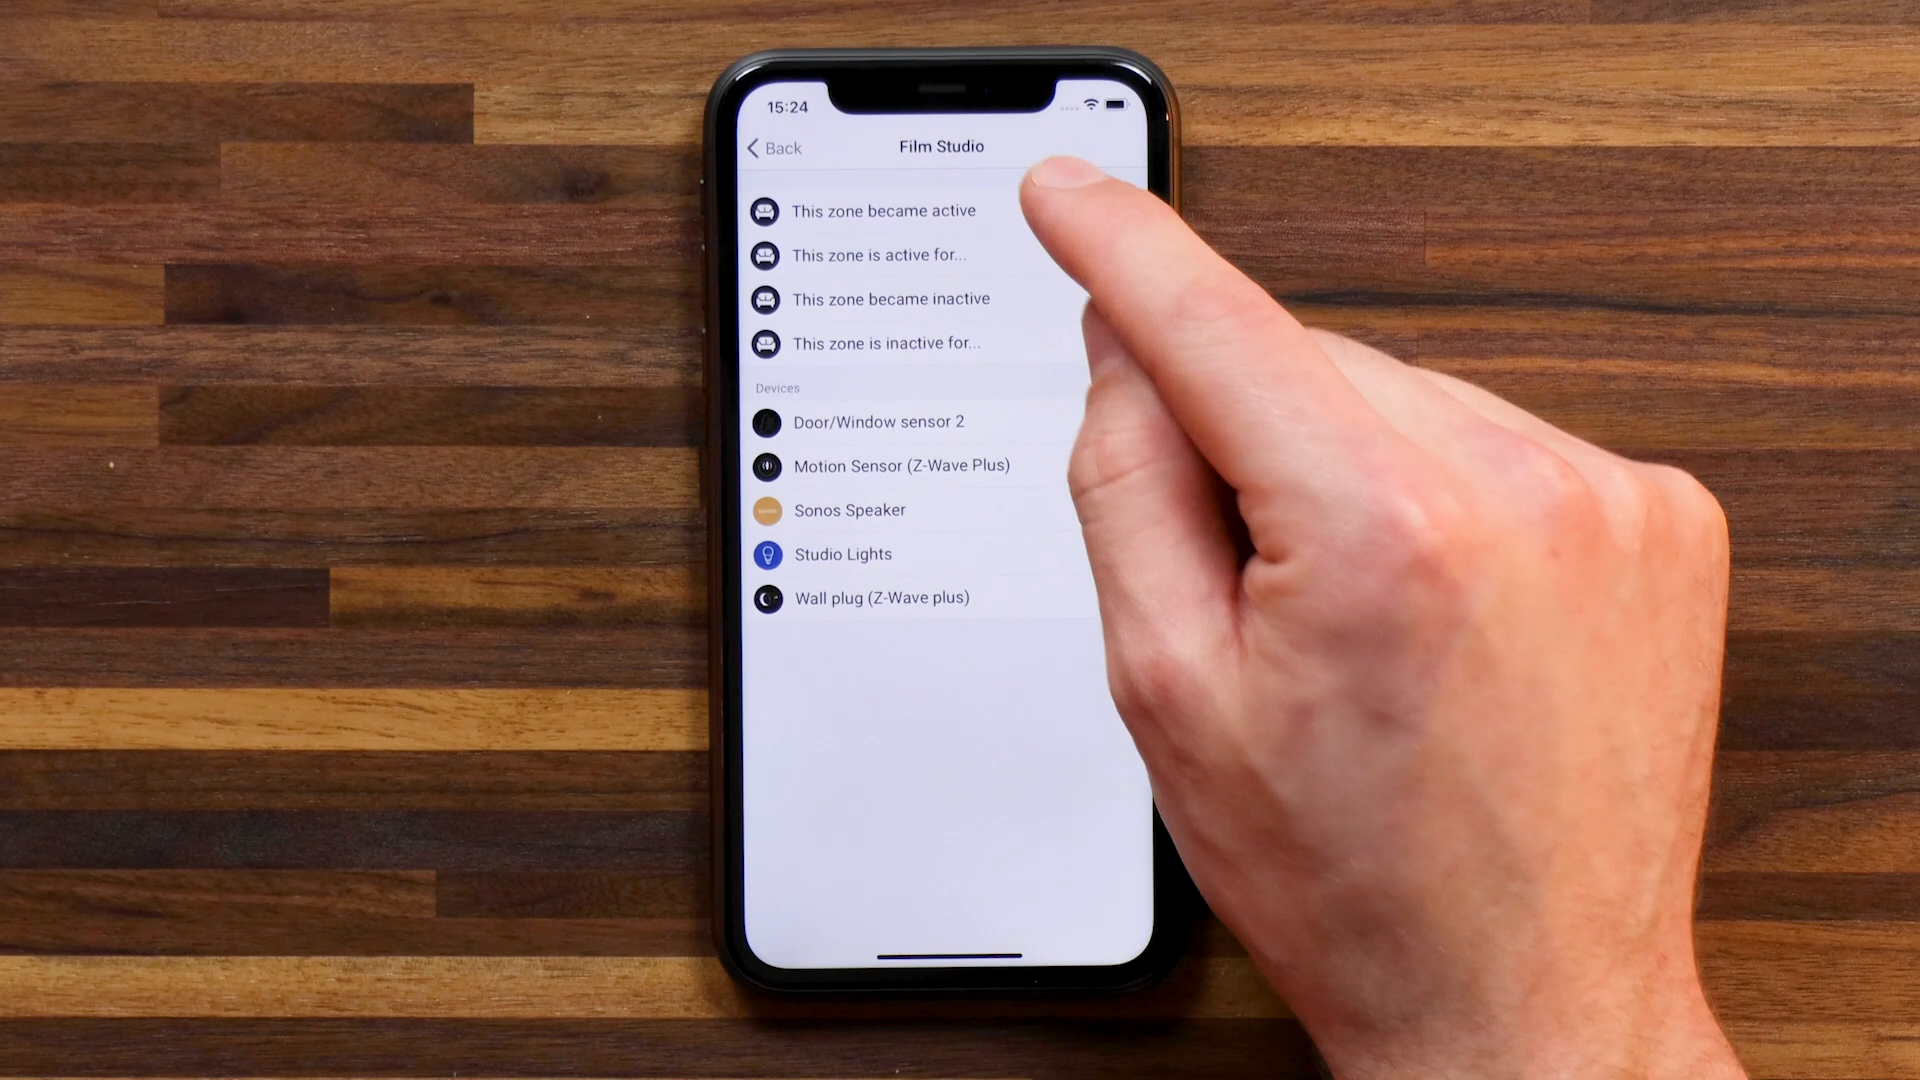 15:24
Back
Film Studio
This zone became active
This zone is active for...
This zone became inactive
This zone is inactive for...
Devices
Door/Window sensor 2
Motion Sensor (Z-Wave Plus)
SONOS
Sonos Speaker
Studio Lights
Wall plug (Z-Wave plus)